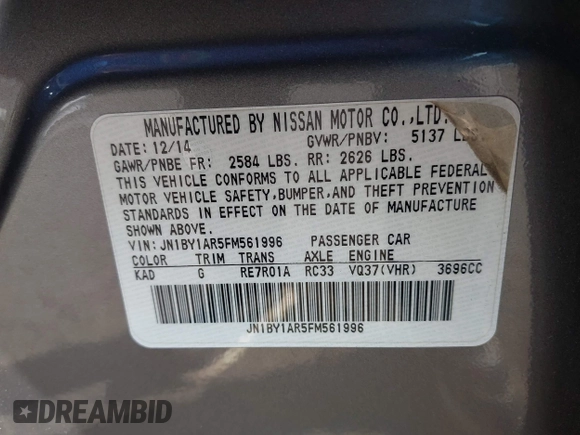 MANUFACTURED BY NISSAN MOTOR CO.,LTD.
DATE: 12/14 GVWR/PNBV: 5137 LBS
GAWR/PNBE FR: 2584 LBS. RR: 2626 LBS.
THIS VEHICLE CONFORMS TO ALL APPLICABLE FEDERAL
MOTOR VEHICLE SAFETY, BUMPER, AND THEFT PREVENTION
STANDARDS IN EFFECT ON THE DATE OF MANUFACTURE
SHOWN ABOVE.
VIN: JN1BY1AR5FM561996 PASSENGER CAR
COLOR TRIM TRANS AXLE ENGINE
KAD G RE7R01A RC33 VQ37(VHR) 3696CC
JN1BY1AR5FM561996
DREAMBID